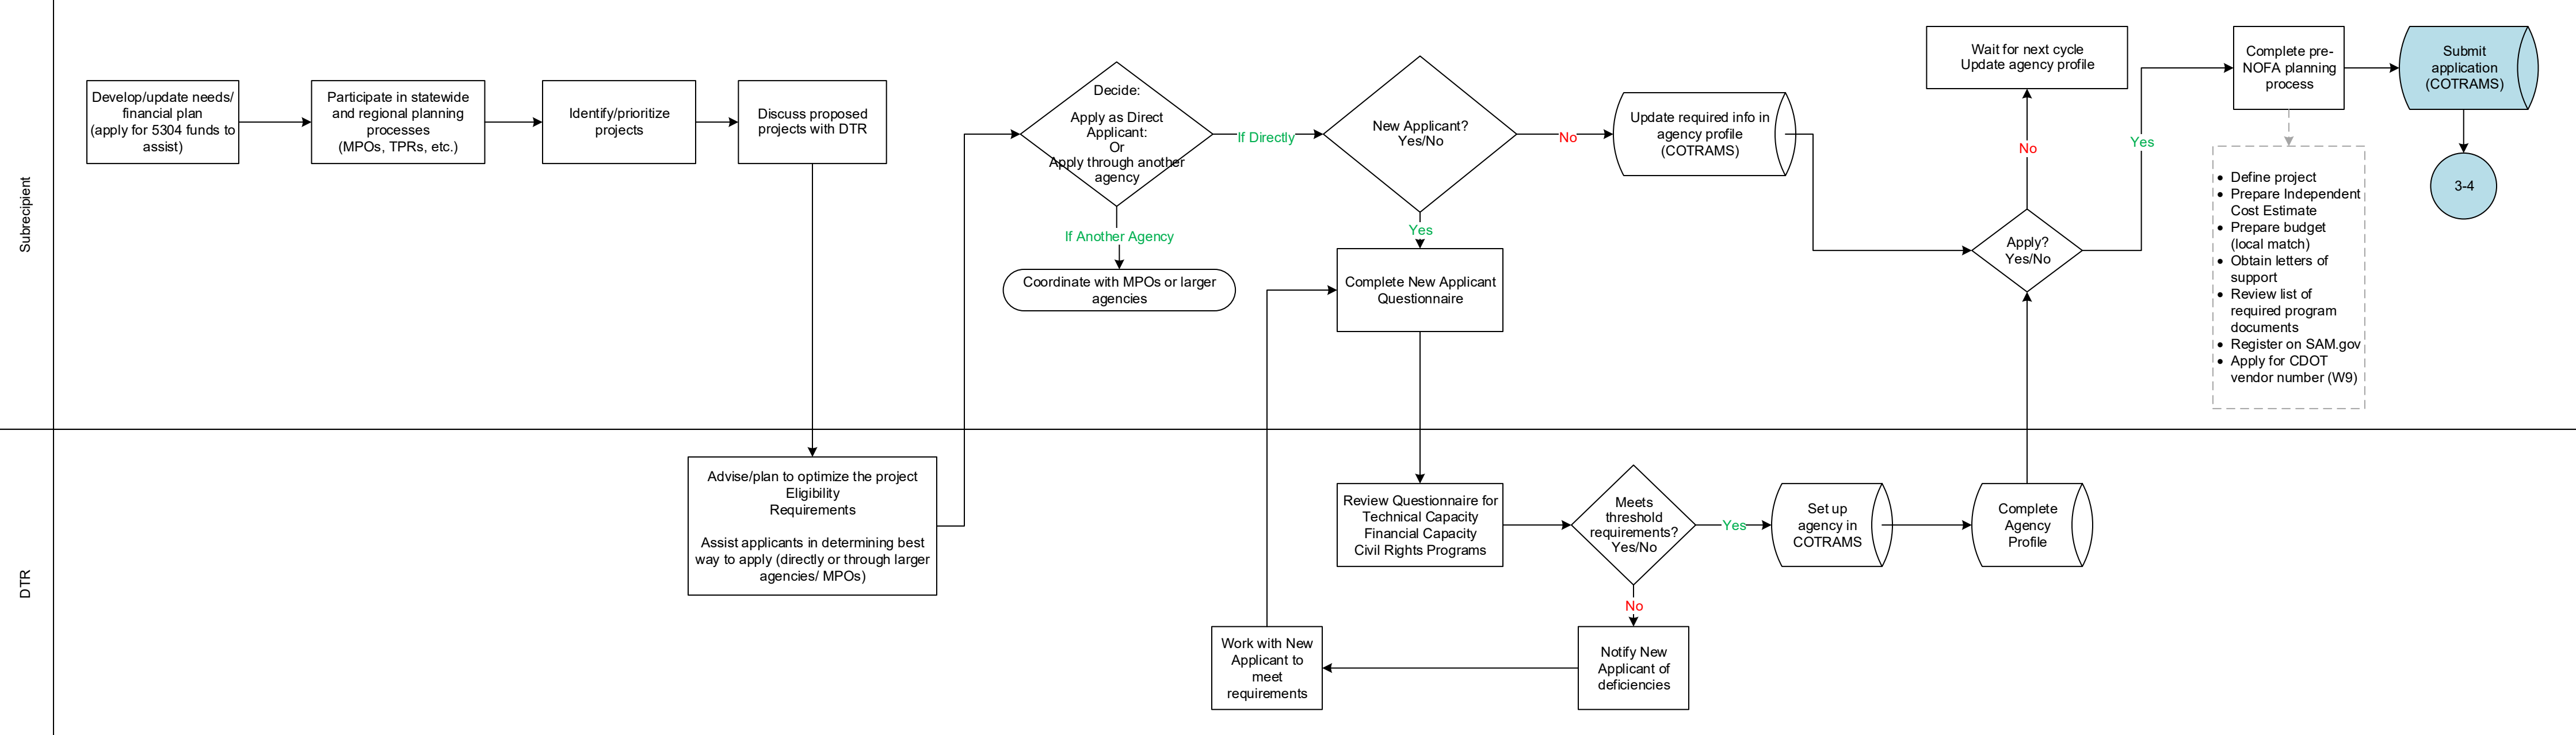 Subrecipient
Develop/update needs/
financial plan
(apply for 5304 funds to
assist)
Participate in statewide
and regional planning
processes
(MPOs, TPRs, etc.)
Identify/prioritize
projects
Discuss proposed
projects with DTR
Decide:
Apply as Direct
Applicant:
Or
Apply through another
agency
If Directly
If Another Agency
Coordinate with MPOs or larger
agencies
New Applicant?
Yes/No
No
Yes
Update required info in
agency profile
(COTRAMS)
Complete New Applicant
Questionnaire
Wait for next cycle
Update agency profile
No
Apply?
Yes/No
Yes
Complete pre-
NOFA planning
process
Submit
application
(COTRAMS)
3-4
• Define project
• Prepare Independent
Cost Estimate
• Prepare budget
(local match)
• Obtain letters of
support
• Review list of
required program
documents
• Register on SAM.gov
• Apply for CDOT
vendor number (W9)
DTR
Advise/plan to optimize the project
Eligibility
Requirements
Assist applicants in determining best
way to apply (directly or through larger
agencies/ MPOs)
Review Questionnaire for
Technical Capacity
Financial Capacity
Civil Rights Programs
Meets
threshold
requirements?
Yes/No
Yes
Set up
agency in
COTRAMS
Complete
Agency
Profile
No
Notify New
Applicant of
deficiencies
Work with New
Applicant to
meet
requirements